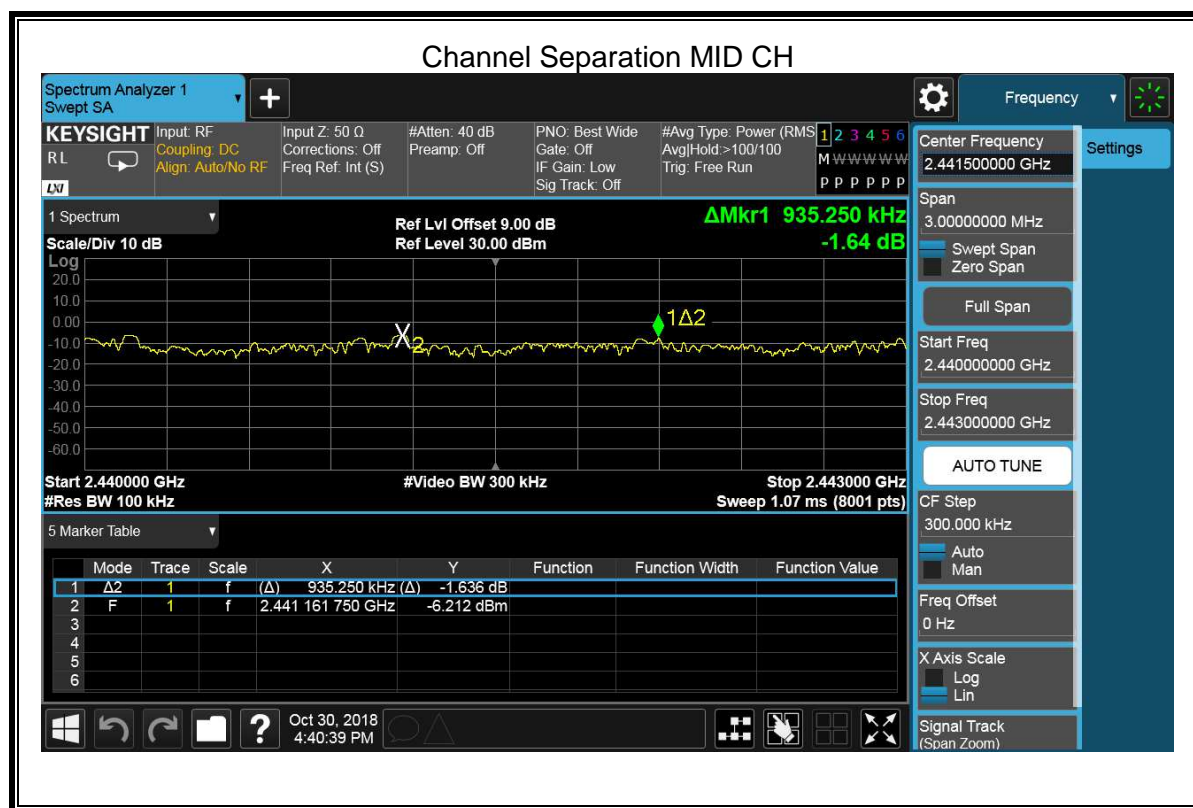 Channel Separation MID CH
Spectrum Analyzer 1
Swept SA
Frequency
KEYSIGHT
RL
LXI
Input: RF
Coupling: DC
Align: Auto/No RF
Input Z: 50 Ω
Corrections: Off
Freq Ref: Int (S)
#Atten: 40 dB
Preamp: Off
PNO: Best Wide
Gate: Off
IF Gain: Low
Sig Track: Off
#Avg Type: Power (RMS
Avg|Hold:>100/100
Trig: Free Run
1 2 3 4 5 6
M W W W W W
P P P P P P
Center Frequency
2.441500000 GHz
Settings
1 Spectrum
Scale/Div 10 dB
Ref Lvl Offset 9.00 dB
Ref Level 30.00 dBm
ΔMkr1 935.250 kHz
-1.64 dB
Span
3.00000000 MHz
Swept Span
Zero Span
Full Span
Start Freq
2.440000000 GHz
Stop Freq
2.443000000 GHz
AUTO TUNE
CF Step
300.000 kHz
Auto
Man
Freq Offset
0 Hz
X Axis Scale
Log
Lin
Signal Track
(Span Zoom)
Log
20.0
10.0
0.00
-10.0
-20.0
-30.0
-40.0
-50.0
-60.0
X
2
1Δ2
Start 2.440000 GHz
#Res BW 100 kHz
#Video BW 300 kHz
Stop 2.443000 GHz
Sweep 1.07 ms (8001 pts)
5 Marker Table
Mode Trace Scale X Y Function Function Width Function Value
1 Δ2 1 f (Δ) 935.250 kHz (Δ) -1.636 dB
2 F 1 f 2.441 161 750 GHz -6.212 dBm
3
4
5
6
?
Oct 30, 2018
4:40:39 PM